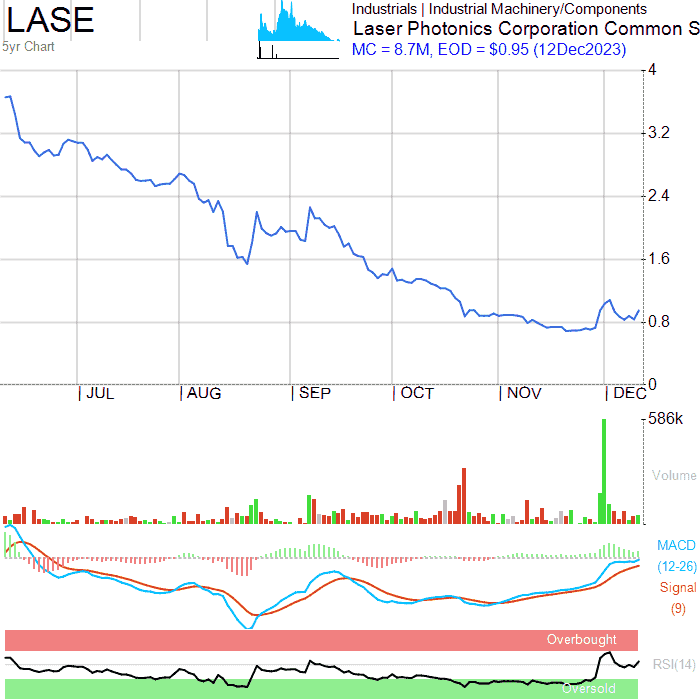 LASE
5yr Chart
Industrials | Industrial Machinery/Components
Laser Photonics Corporation Common S
MC = 8.7M, EOD = $0.95 (12Dec2023)
4
3.2
2.4
1.6
0.8
0
| JUL | AUG | SEP | OCT | NOV | DEC
586k
Volume
MACD
(12-26)
Signal
(9)
Overbought
RSI(14)
Oversold